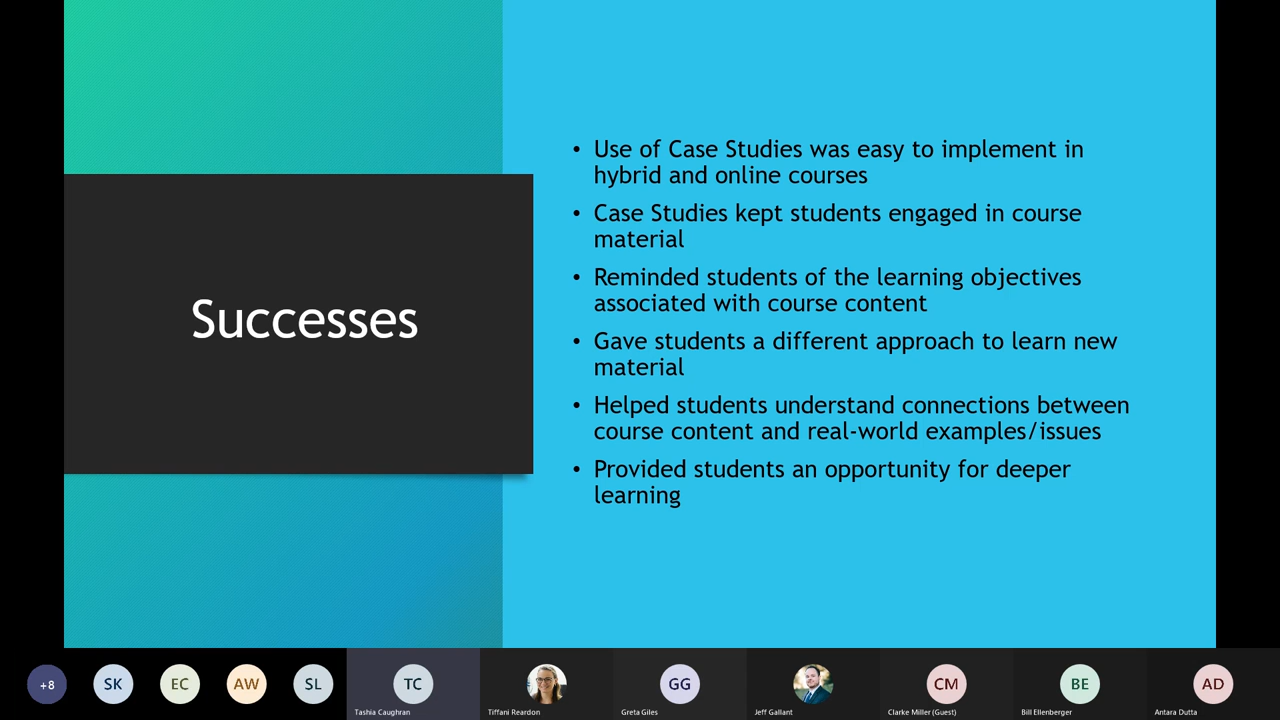 Successes
• Use of Case Studies was easy to implement in
hybrid and online courses
• Case Studies kept students engaged in course
material
• Reminded students of the learning objectives
associated with course content
• Gave students a different approach to learn new
material
• Helped students understand connections between
course content and real-world examples/issues
• Provided students an opportunity for deeper
learning
+8
SK
EC
AW
SL
TC
Tashia Caughran
Tiffani Reardon
GG
Greta Giles
Jeff Gallant
CM
Clarke Miller (Guest)
BE
Bill Ellenberger
AD
Antara Dutta